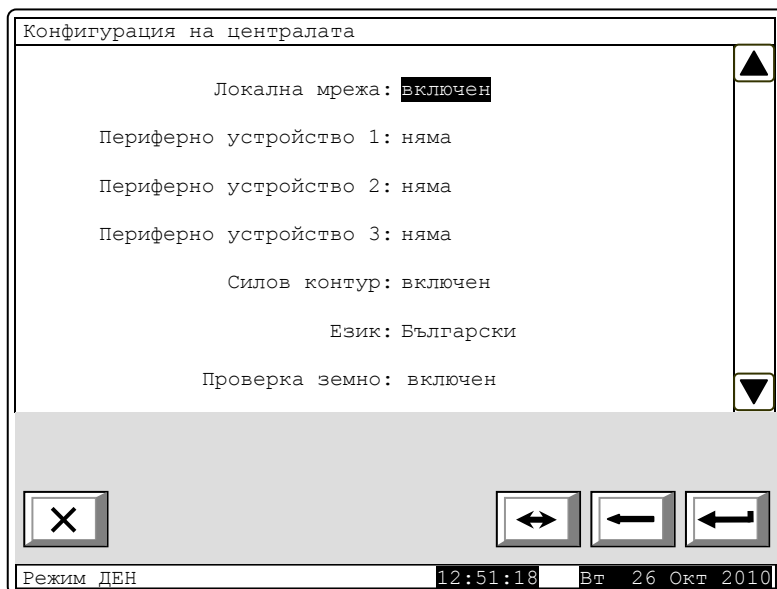 Конфигурация на централата
Локална мрежа: включен
Периферно устройство 1: няма
Периферно устройство 2: няма
Периферно устройство 3: няма
Силов контур: включен
Език: Български
Проверка земно: включен
Режим ДЕН 12:51:18 Вт 26 Окт 2010